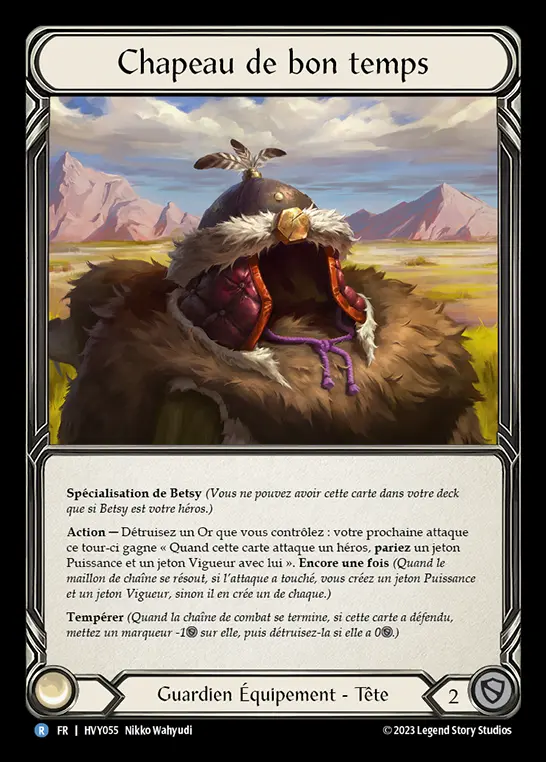 Chapeau de bon temps
Spécialisation de Betsy (Vous ne pouvez avoir cette carte dans votre deck
que si Betsy est votre héros.)
Action — Détruisez un Or que vous contrôlez : votre prochaine attaque
ce tour-ci gagne « Quand cette carte attaque un héros, pariez un jeton
Puissance et un jeton Vigueur avec lui ». Encore une fois (Quand le
maillon de chaîne se résout, si l'attaque a touché, vous créez un jeton Puissance
et un jeton Vigueur, sinon il en crée un de chaque.)
Tempérer (Quand la chaîne de combat se termine, si cette carte a défendu,
mettez un marqueur -1 sur elle, puis détruisez-la si elle a 0.)
Guardien Équipement - Tête
2
R FR | HVY055 Nikko Wahyudi
©2023 Legend Story Studios